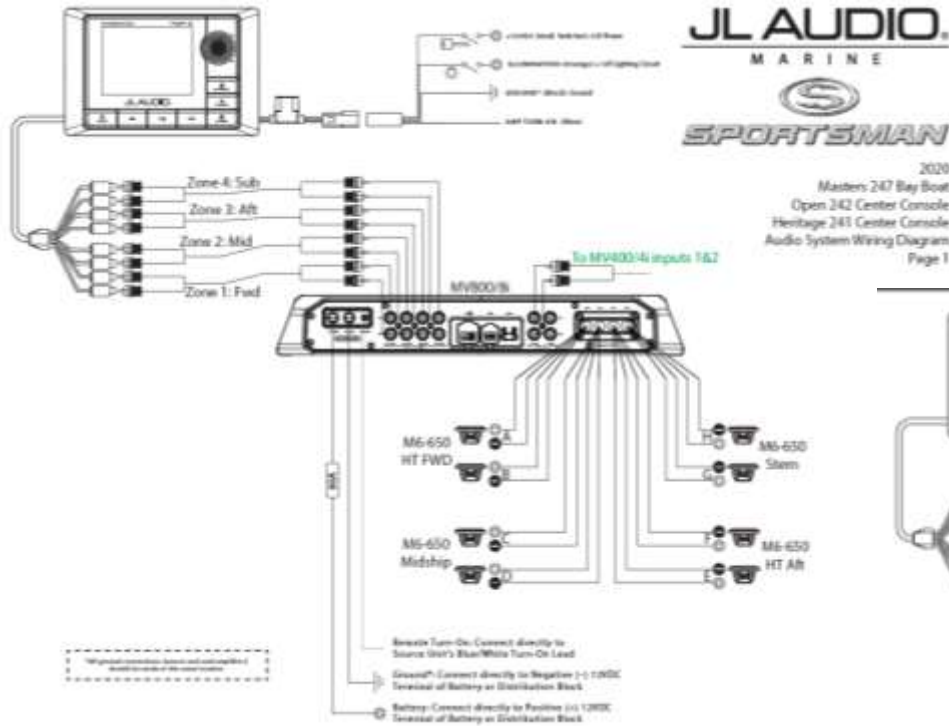 JL AUDIO®
MARINE
SPORTSMAN
2020
Masters 247 Bay Boat
Open 242 Center Console
Heritage 241 Center Console
Audio System Wiring Diagram
Page 1
JL AUDIO
Zone 4: Sub
Zone 3: Aft
Zone 2: Mid
Zone 1: Fwd
To MV400/4i inputs 1&2
MV800/8i
M6-650
HT FWD
A
B
M6-650
Midship
C
D
H
G
M6-650
Stern
F
E
M6-650
HT Aft
Remote Turn-On: Connect directly to
Source Unit's Blue/White Turn-On Lead
Ground*: Connect directly to Negative (-) 12VDC
Terminal of Battery or Distribution Block
Battery: Connect directly to Positive (+) 12VDC
Terminal of Battery or Distribution Block